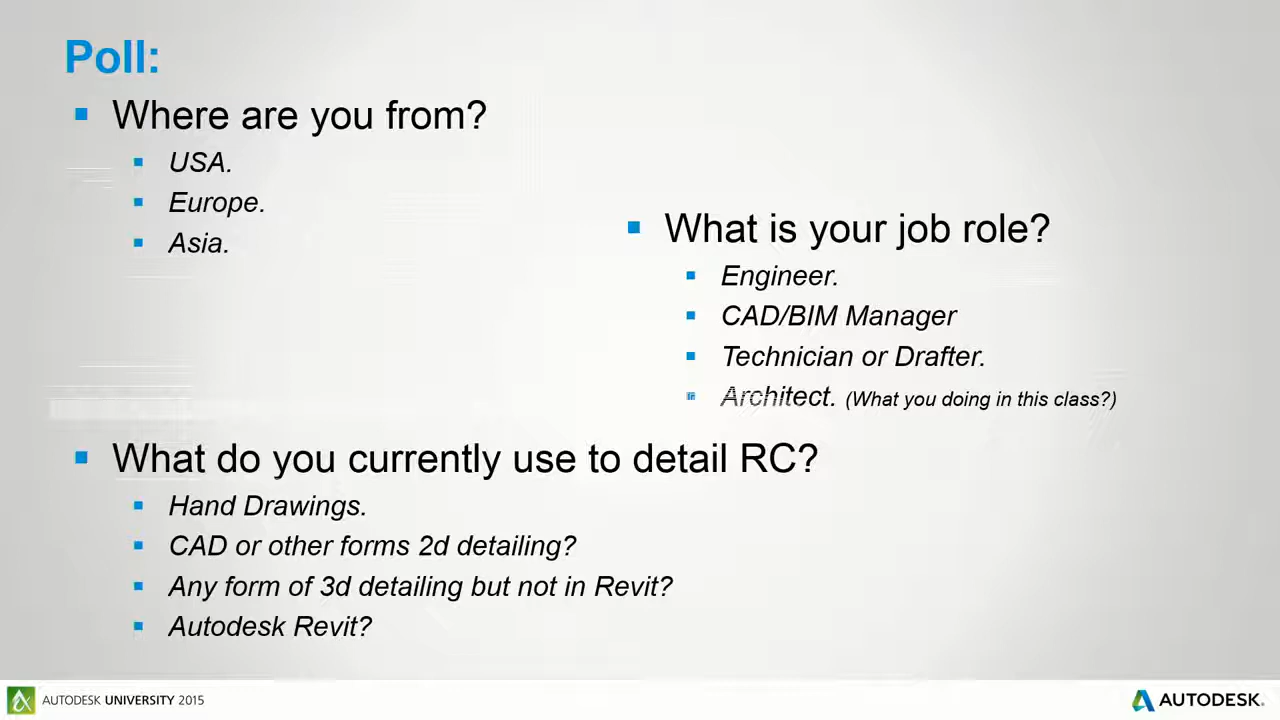 Poll:
Where are you from?
USA.
Europe.
Asia.
What is your job role?
Engineer.
CAD/BIM Manager
Technician or Drafter.
Architect. (What you doing in this class?)
What do you currently use to detail RC?
Hand Drawings.
CAD or other forms 2d detailing?
Any form of 3d detailing but not in Revit?
Autodesk Revit?
AUTODESK UNIVERSITY 2015
AUTODESK.